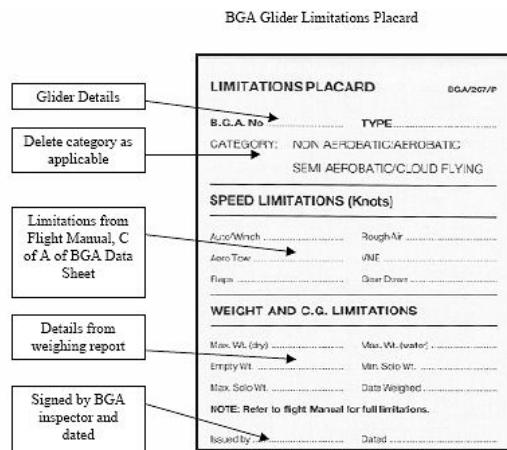 BGA Glider Limitations Placard
Glider Details
Delete category as
applicable
Limitations from
Flight Manual, C
of A of BGA Data
Sheet
Details from
weighing report
Signed by BGA
inspector and
dated
LIMITATIONS PLACARD BGA/267/P
B.G.A. No TYPE
CATEGORY: NON AEROBATIC/AEROBATIC
SEMI AEROBATIC/CLOUD FLYING
SPEED LIMITATIONS (Knots)
Auto/Winch Rough Air
Aero Tow VNE
Flaps Gear Down
WEIGHT AND C.G. LIMITATIONS
Max. Wt. (dry) Max. Wt. (water)
Empty Wt. Min. Solo Wt.
Max. Solo Wt. Date Weighed
NOTE: Refer to flight Manual for full limitations.
Issued by Dated